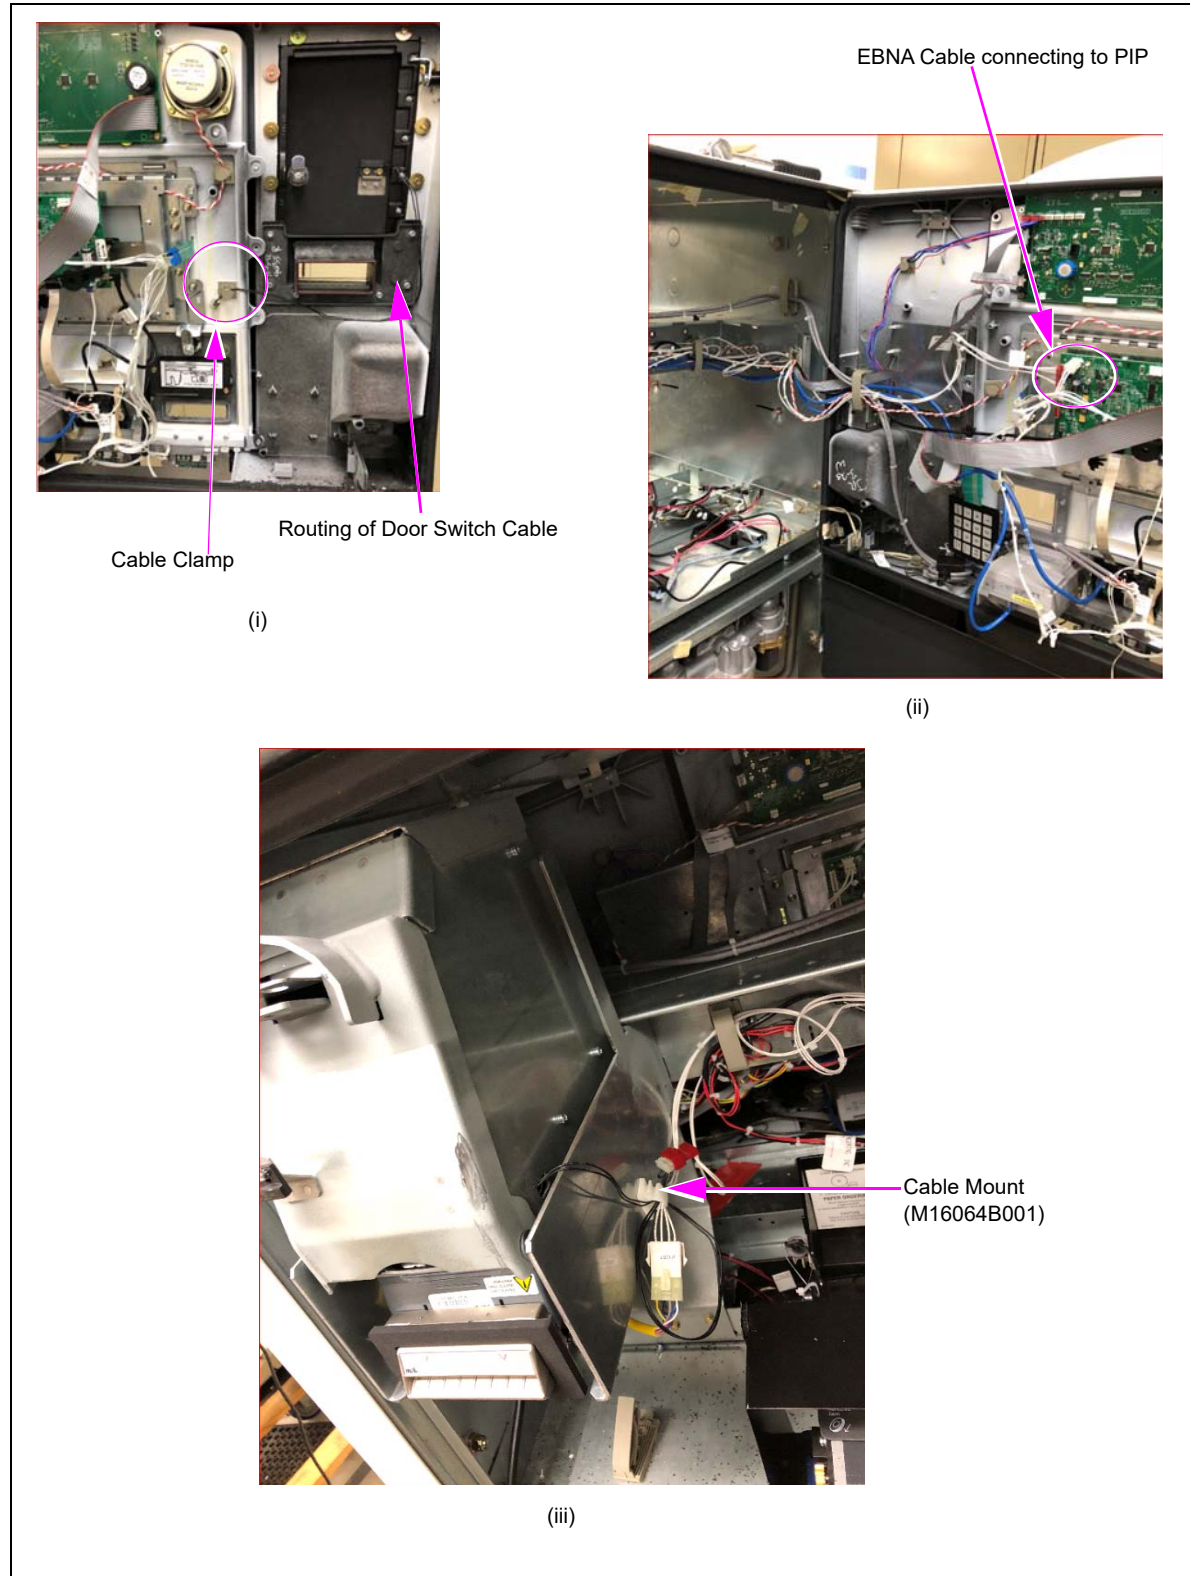 EBNA Cable connecting to PIP
Routing of Door Switch Cable
Cable Clamp
(i)
(ii)
Cable Mount
(M16064B001)
(iii)